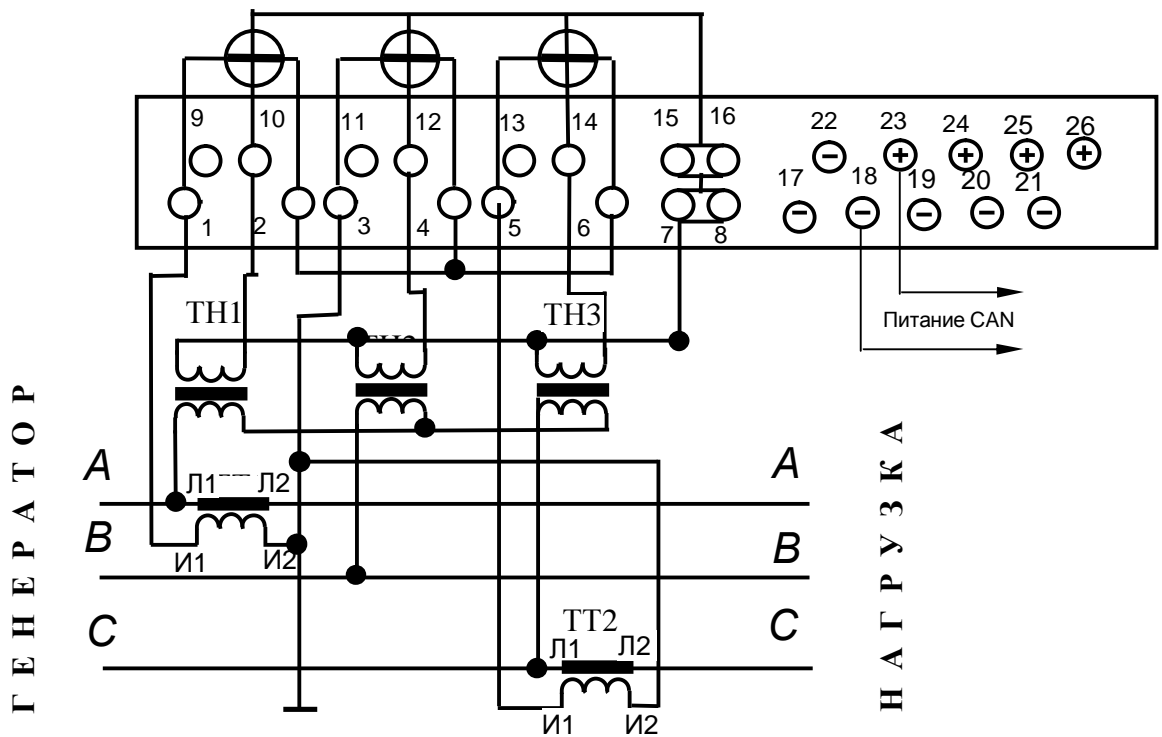 9 10 11 12 13 14 15 16
22 23 24 25 26
17 18 19 20 21
1 2 3 4 5 6 7 8
ТН1 ТН3
Питание CAN
ГЕНЕРАТОР
НАГРУЗКА
A Л1 Л2 A
B И1 И2 B
C ТТ2 C
Л1 Л2
И1 И2